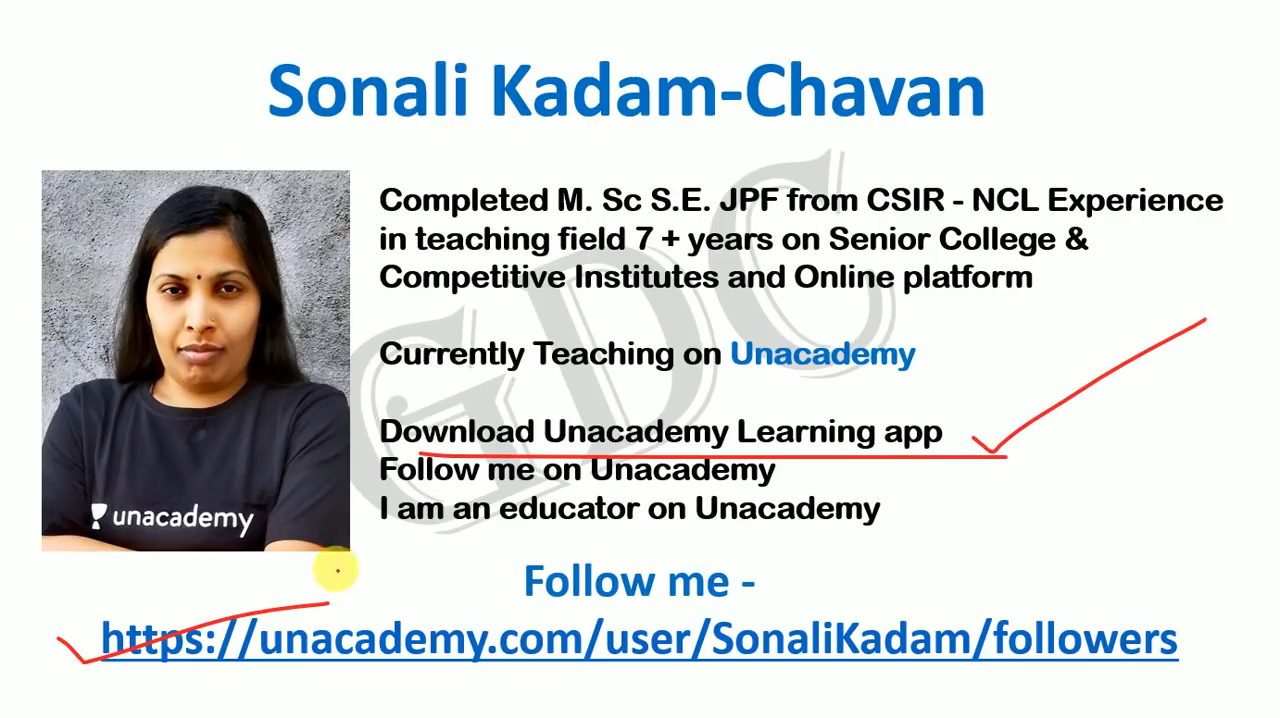 Sonali Kadam-Chavan
Completed M. Sc S.E. JPF from CSIR - NCL Experience
in teaching field 7 + years on Senior College &
Competitive Institutes and Online platform
Currently Teaching on Unacademy
Download Unacademy Learning app
Follow me on Unacademy
I am an educator on Unacademy
unacademy
GDC
Follow me -
https://unacademy.com/user/SonaliKadam/followers